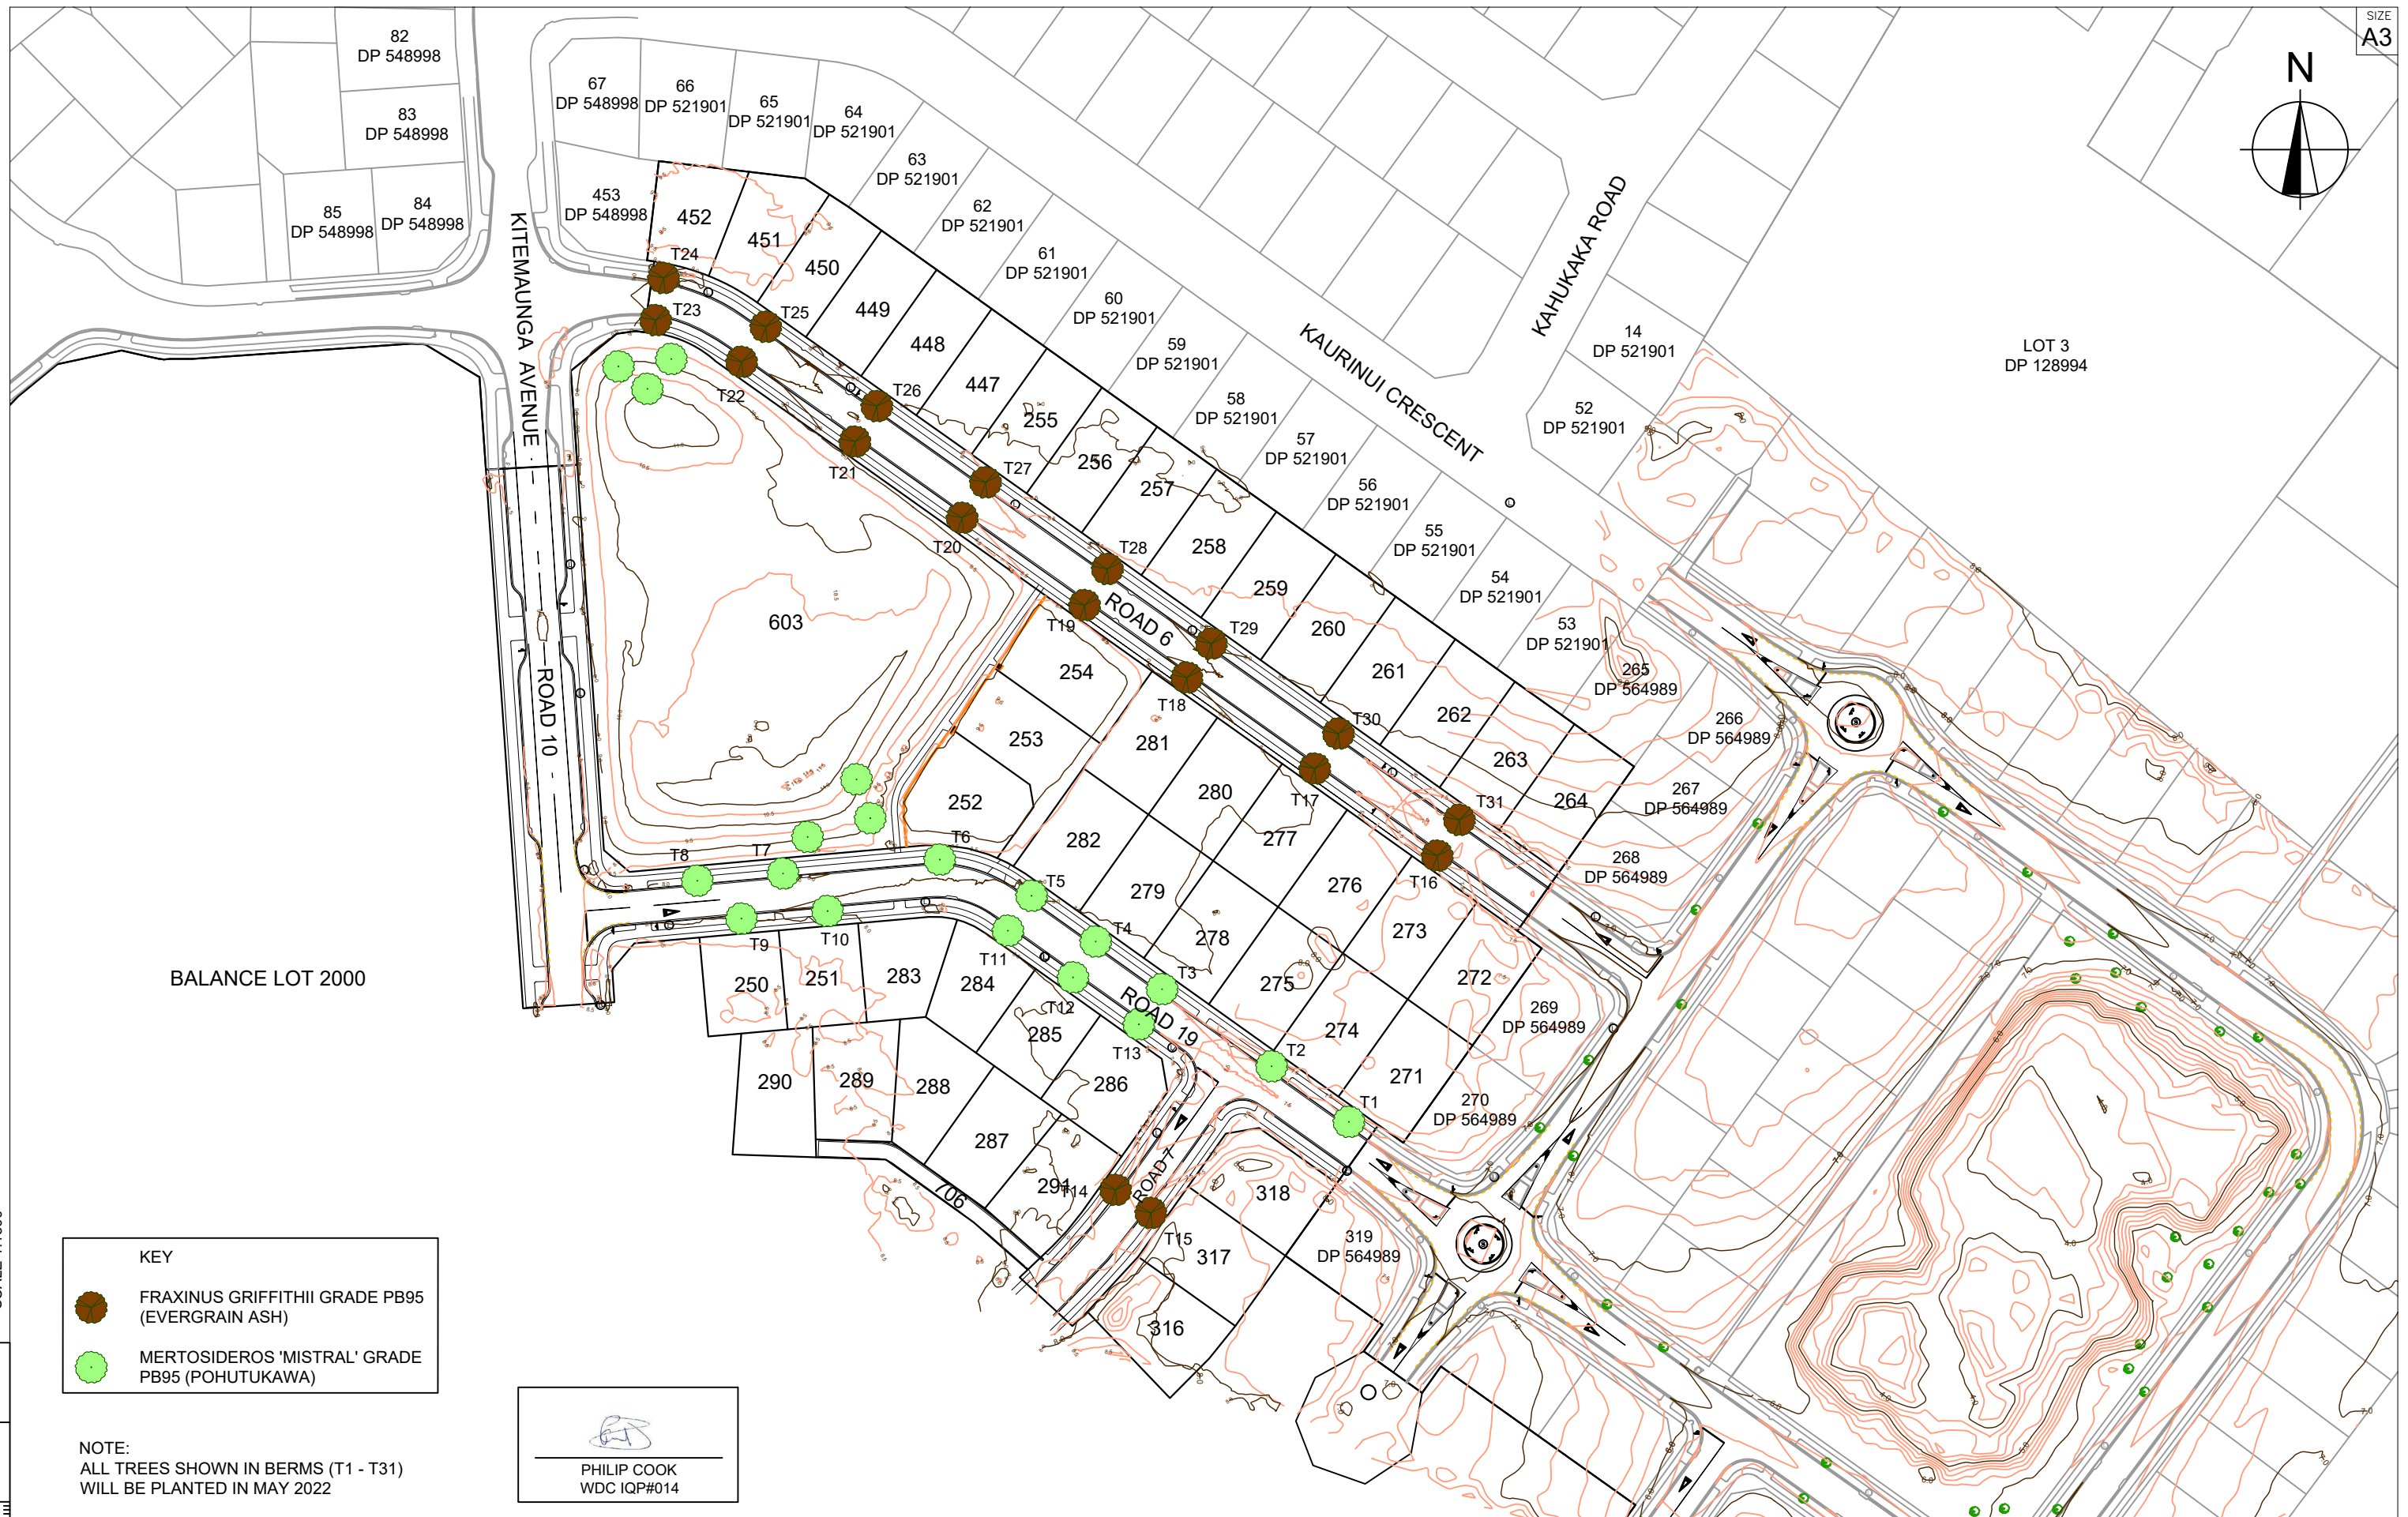 SIZE
A3
N
82
DP 548998
83
DP 548998
85
DP 548998
84
DP 548998
67
DP 548998
66
DP 521901
65
DP 521901
64
DP 521901
63
DP 521901
62
DP 521901
61
DP 521901
60
DP 521901
59
DP 521901
58
DP 521901
57
DP 521901
56
DP 521901
55
DP 521901
54
DP 521901
53
DP 521901
453
DP 548998
14
DP 521901
52
DP 521901
LOT 3
DP 128994
KITEMAUNGA AVENUE
KAURINUI CRESCENT
KAHUKAKA ROAD
452
451
450
449
448
447
255
256
257
258
259
260
261
262
263
264
265
DP 564989
266
DP 564989
267
DP 564989
268
DP 564989
269
DP 564989
270
DP 564989
T24
T23
T25
T22
T26
T21
T27
T20
T28
T19
T29
T18
T30
T17
T31
T16
ROAD 6
ROAD 10
603
254
253
252
281
280
282
277
279
276
278
273
275
272
274
271
T8
T7
T6
T5
T4
T3
T2
T1
T9
T10
T11
T12
T13
ROAD 19
250
251
283
284
285
286
290
289
288
287
291
T14
T15
ROAD 7
706
318
317
316
319
DP 564989
BALANCE LOT 2000
KEY
FRAXINUS GRIFFITHII GRADE PB95
(EVERGRAIN ASH)
MERTOSIDEROS 'MISTRAL' GRADE
PB95 (POHUTUKAWA)
NOTE:
ALL TREES SHOWN IN BERMS (T1 - T31)
WILL BE PLANTED IN MAY 2022
PHILIP COOK
WDC IQP#014